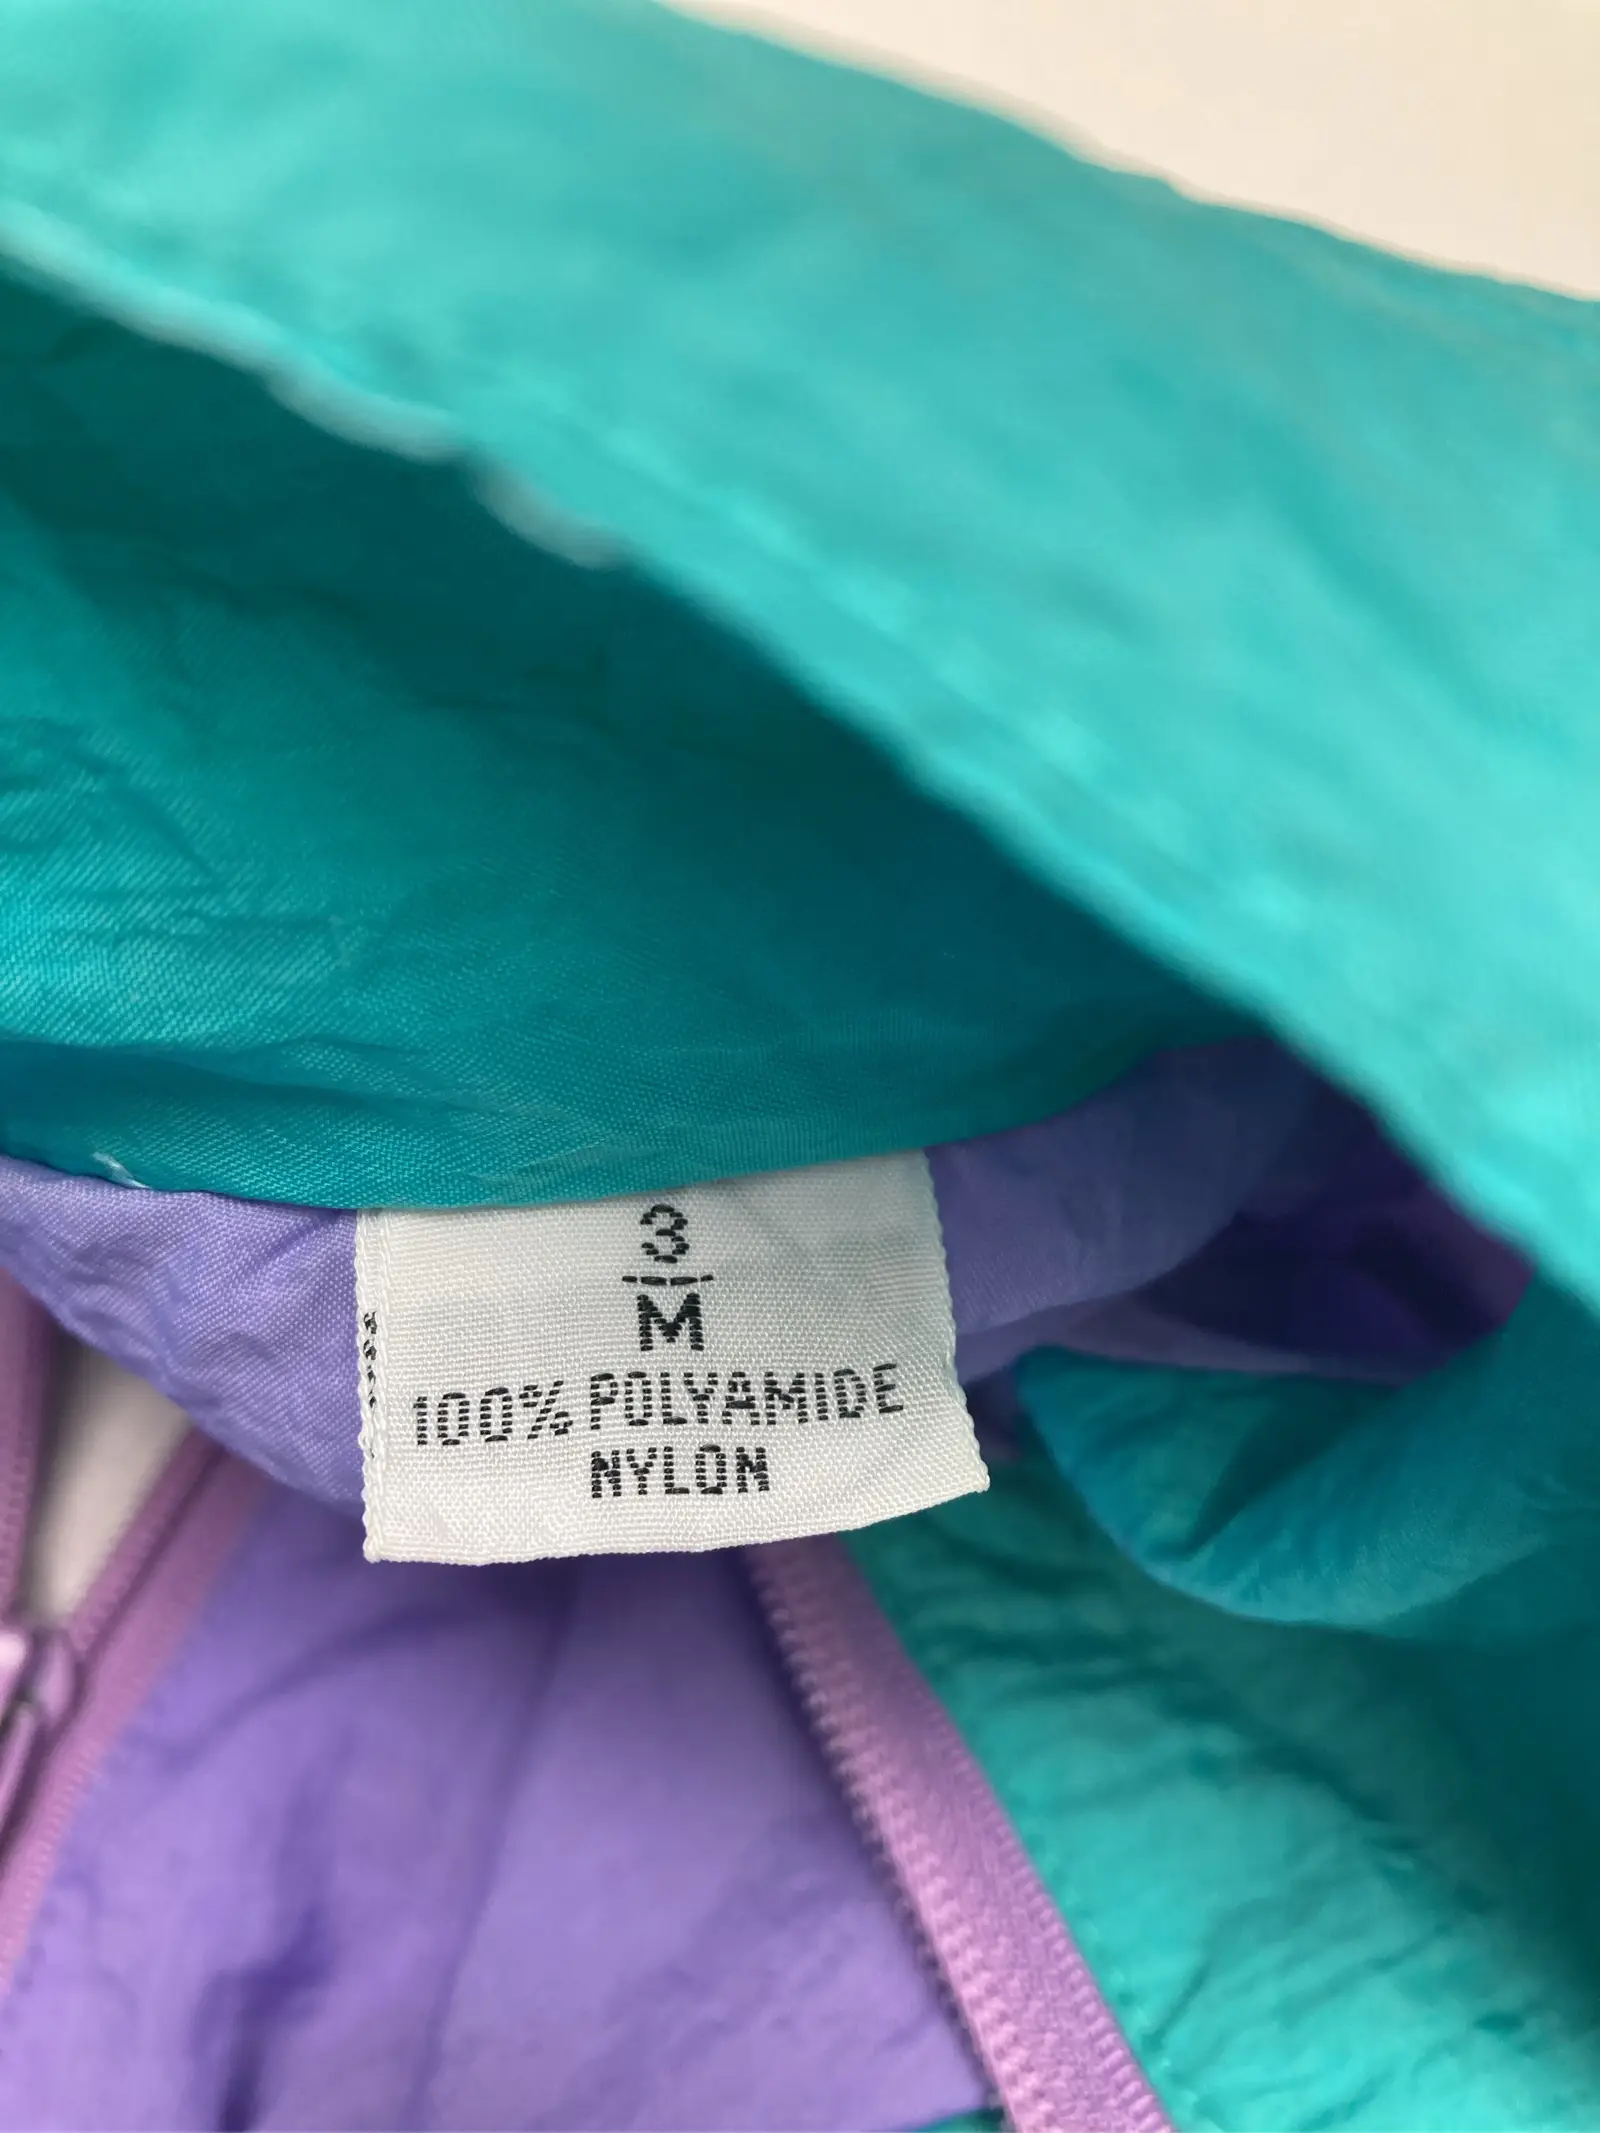 3
M
100% POLYAMIDE
NYLON